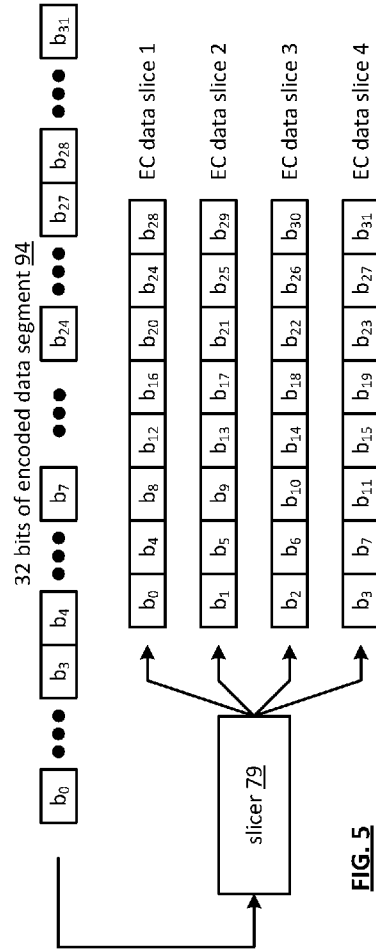 32 bits of encoded data segment 94
b0 ●●● b3 b4 ●●● b7 ●●● b24 ●●● b27 b28 ●●● b31
b0 b4 b8 b12 b16 b20 b24 b28 EC data slice 1
b1 b5 b9 b13 b17 b21 b25 b29 EC data slice 2
slicer 79
b2 b6 b10 b14 b18 b22 b26 b30 EC data slice 3
b3 b7 b11 b15 b19 b23 b27 b31 EC data slice 4
FIG. 5